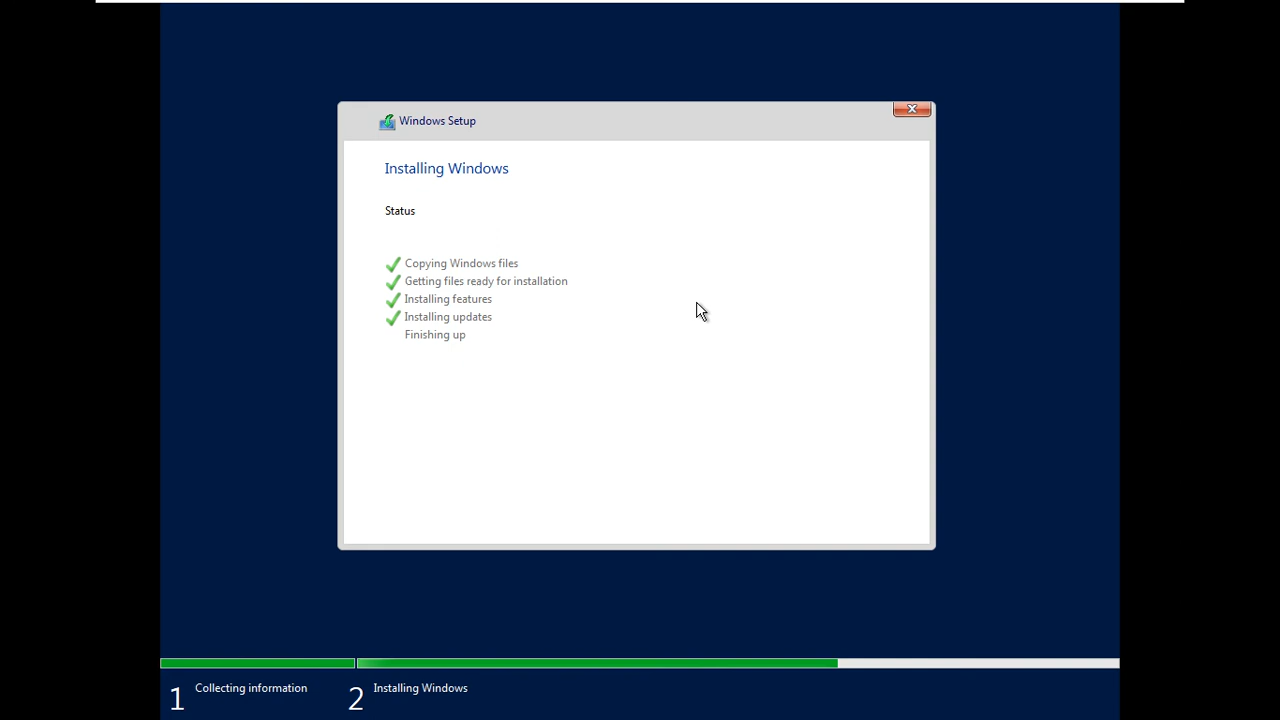 Windows Setup
Installing Windows
Status
Copying Windows files
Getting files ready for installation
Installing features
Installing updates
Finishing up
1 Collecting information
2 Installing Windows